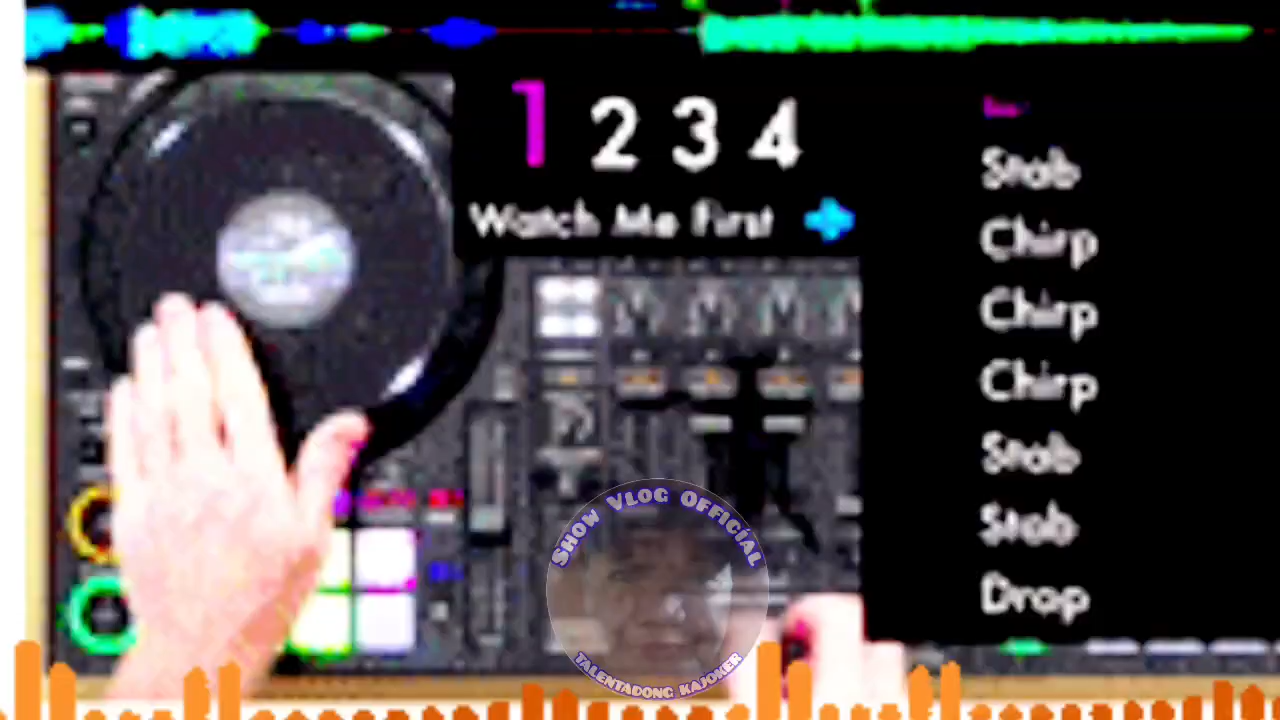 1 2 3 4
Watch Me First
Stab
Chirp
Chirp
Chirp
Stab
Stab
Drop
Show Vlog Official
TALENTADONG KAJOKER